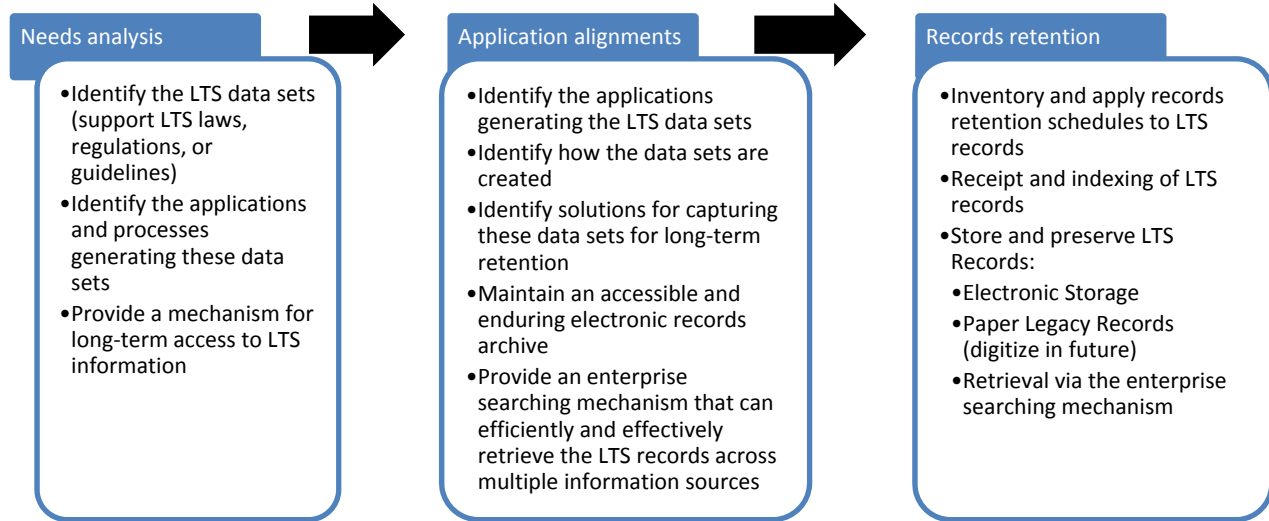 Needs analysis
•Identify the LTS data sets
(support LTS laws,
regulations, or
guidelines)
•Identify the applications
and processes
generating these data
sets
•Provide a mechanism for
long-term access to LTS
information
Application alignments
•Identify the applications
generating the LTS data sets
•Identify how the data sets are
created
•Identify solutions for capturing
these data sets for long-term
retention
•Maintain an accessible and
enduring electronic records
archive
•Provide an enterprise
searching mechanism that can
efficiently and effectively
retrieve the LTS records across
multiple information sources
Records retention
•Inventory and apply records
retention schedules to LTS
records
•Receipt and indexing of LTS
records
•Store and preserve LTS
Records:
•Electronic Storage
•Paper Legacy Records
(digitize in future)
•Retrieval via the enterprise
searching mechanism